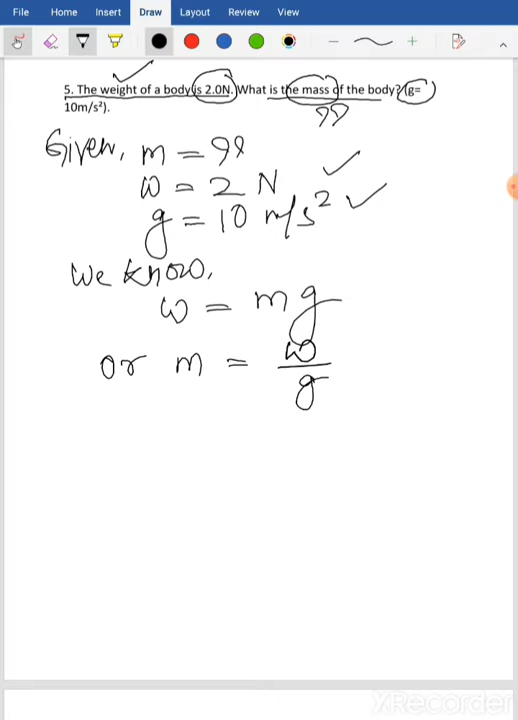 File Home Insert Draw Layout Review View
5. The weight of a body is 2.0N. What is the mass of the body? (g=
10m/s²).
??
Given, m = ??
w = 2 N
g = 10 m/s²
We know,
w = mg
or m = w/g
XRecorder